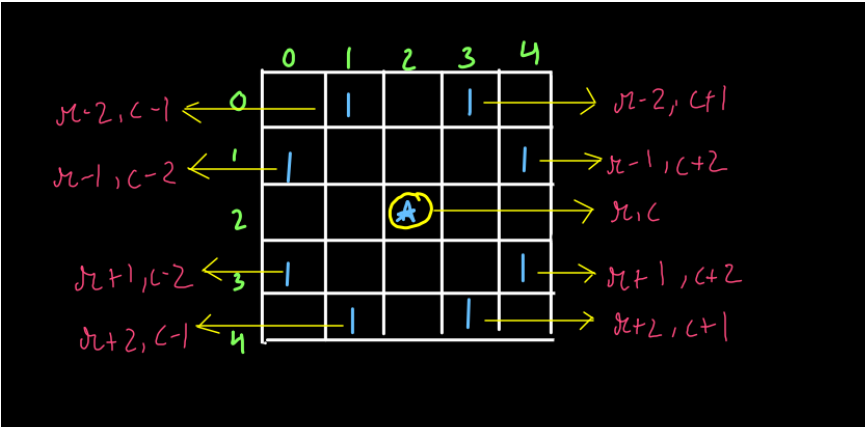 0 1 2 3 4
r-2, c-1 0 1 1 r-2, c+1
r-1, c-2 1 1 1 r-1, c+2
2 A r, c
r+1, c-2 3 1 1 r+1, c+2
r+2, c-1 4 1 1 r+2, c+1